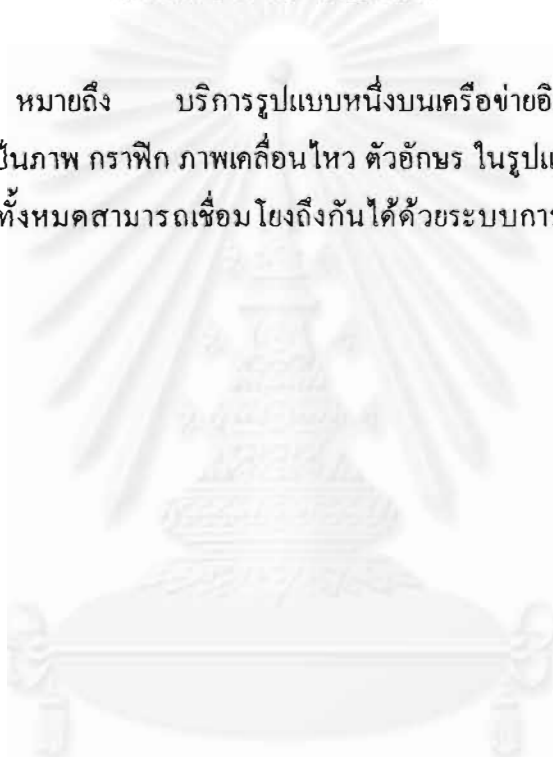 หมายถึง บริการรูปแบบหนึ่งบนเครือข่ายอิ
ป็นภาพ กราฟิก ภาพเคลื่อนไหว ตัวอักษร ในรูปแ
ทั้งหมดสามารถเชื่อมโยงถึงกันได้ด้วยระบบการ